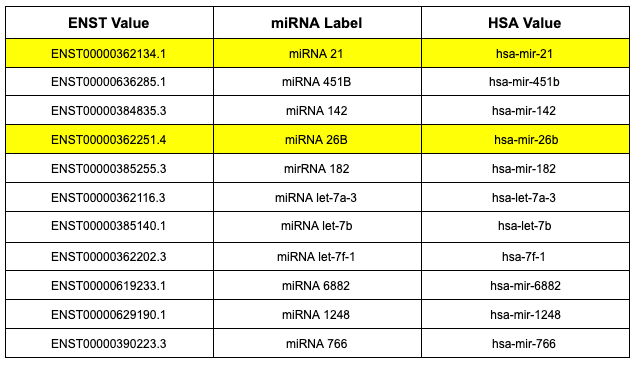 ENST Value miRNA Label HSA Value
ENST00000362134.1 miRNA 21 hsa-mir-21
ENST00000636285.1 miRNA 451B hsa-mir-451b
ENST00000384835.3 miRNA 142 hsa-mir-142
ENST00000362251.4 miRNA 26B hsa-mir-26b
ENST00000385255.3 mirRNA 182 hsa-mir-182
ENST00000362116.3 miRNA let-7a-3 hsa-let-7a-3
ENST00000385140.1 miRNA let-7b hsa-let-7b
ENST00000362202.3 miRNA let-7f-1 hsa-7f-1
ENST00000619233.1 miRNA 6882 hsa-mir-6882
ENST00000629190.1 miRNA 1248 hsa-mir-1248
ENST00000390223.3 miRNA 766 hsa-mir-766